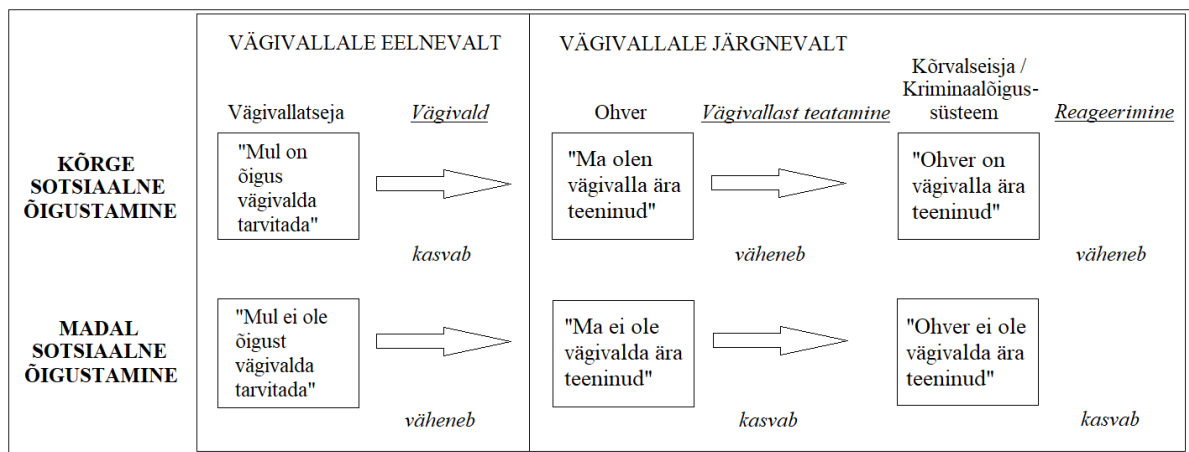 VÄGIVALLALE EELNEVALT
VÄGIVALLALE JÄRGNEVALT
Vägivallatseja
Vägivald
Ohver
Vägivallast teatamine
Kõrvalseisja /
Kriminaalõigus-
süsteem
Reageerimine
KÕRGE
SOTSIAALNE
ÕIGUSTAMINE
"Mul on
õigus
vägivalda
tarvitada"
kasvab
"Ma olen
vägivalla ära
teeninud"
väheneb
"Ohver on
vägivalla ära
teeninud"
väheneb
MADAL
SOTSIAALNE
ÕIGUSTAMINE
"Mul ei ole
õigust
vägivalda
tarvitada"
väheneb
"Ma ei ole
vägivalda ära
teeninud"
kasvab
"Ohver ei ole
vägivalda ära
teeninud"
kasvab